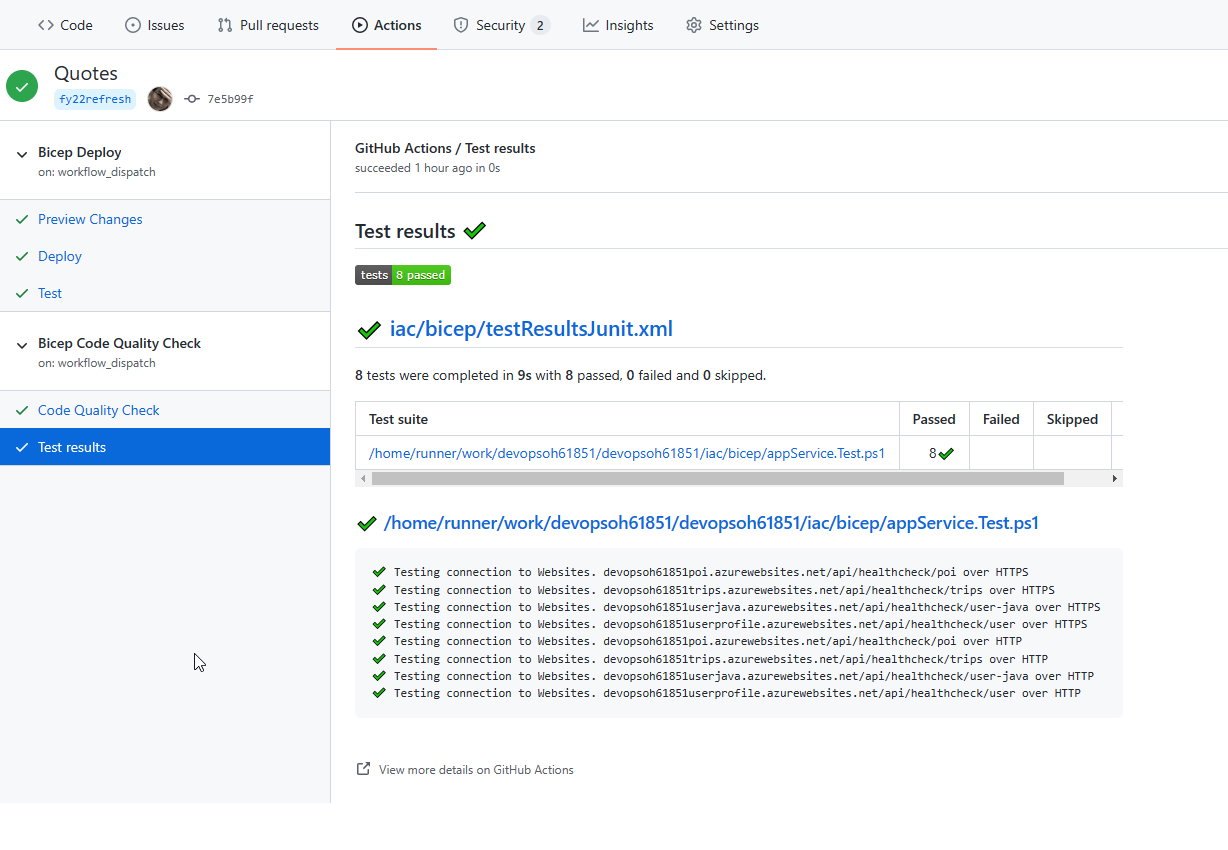 Code Issues Pull requests Actions Security 2 Insights Settings
Quotes
fy22refresh 7e5b99f
Bicep Deploy
on: workflow_dispatch
Preview Changes
Deploy
Test
Bicep Code Quality Check
on: workflow_dispatch
Code Quality Check
Test results
GitHub Actions / Test results
succeeded 1 hour ago in 0s
Test results
tests 8 passed
iac/bicep/testResultsJunit.xml
8 tests were completed in 9s with 8 passed, 0 failed and 0 skipped.
Test suite Passed Failed Skipped
/home/runner/work/devopsoh61851/devopsoh61851/iac/bicep/appService.Test.ps1 8
/home/runner/work/devopsoh61851/devopsoh61851/iac/bicep/appService.Test.ps1
Testing connection to Websites. devopsoh61851poi.azurewebsites.net/api/healthcheck/poi over HTTPS
Testing connection to Websites. devopsoh61851trips.azurewebsites.net/api/healthcheck/trips over HTTPS
Testing connection to Websites. devopsoh61851userjava.azurewebsites.net/api/healthcheck/user-java over HTTPS
Testing connection to Websites. devopsoh61851userprofile.azurewebsites.net/api/healthcheck/user over HTTPS
Testing connection to Websites. devopsoh61851poi.azurewebsites.net/api/healthcheck/poi over HTTP
Testing connection to Websites. devopsoh61851trips.azurewebsites.net/api/healthcheck/trips over HTTP
Testing connection to Websites. devopsoh61851userjava.azurewebsites.net/api/healthcheck/user-java over HTTP
Testing connection to Websites. devopsoh61851userprofile.azurewebsites.net/api/healthcheck/user over HTTP
View more details on GitHub Actions